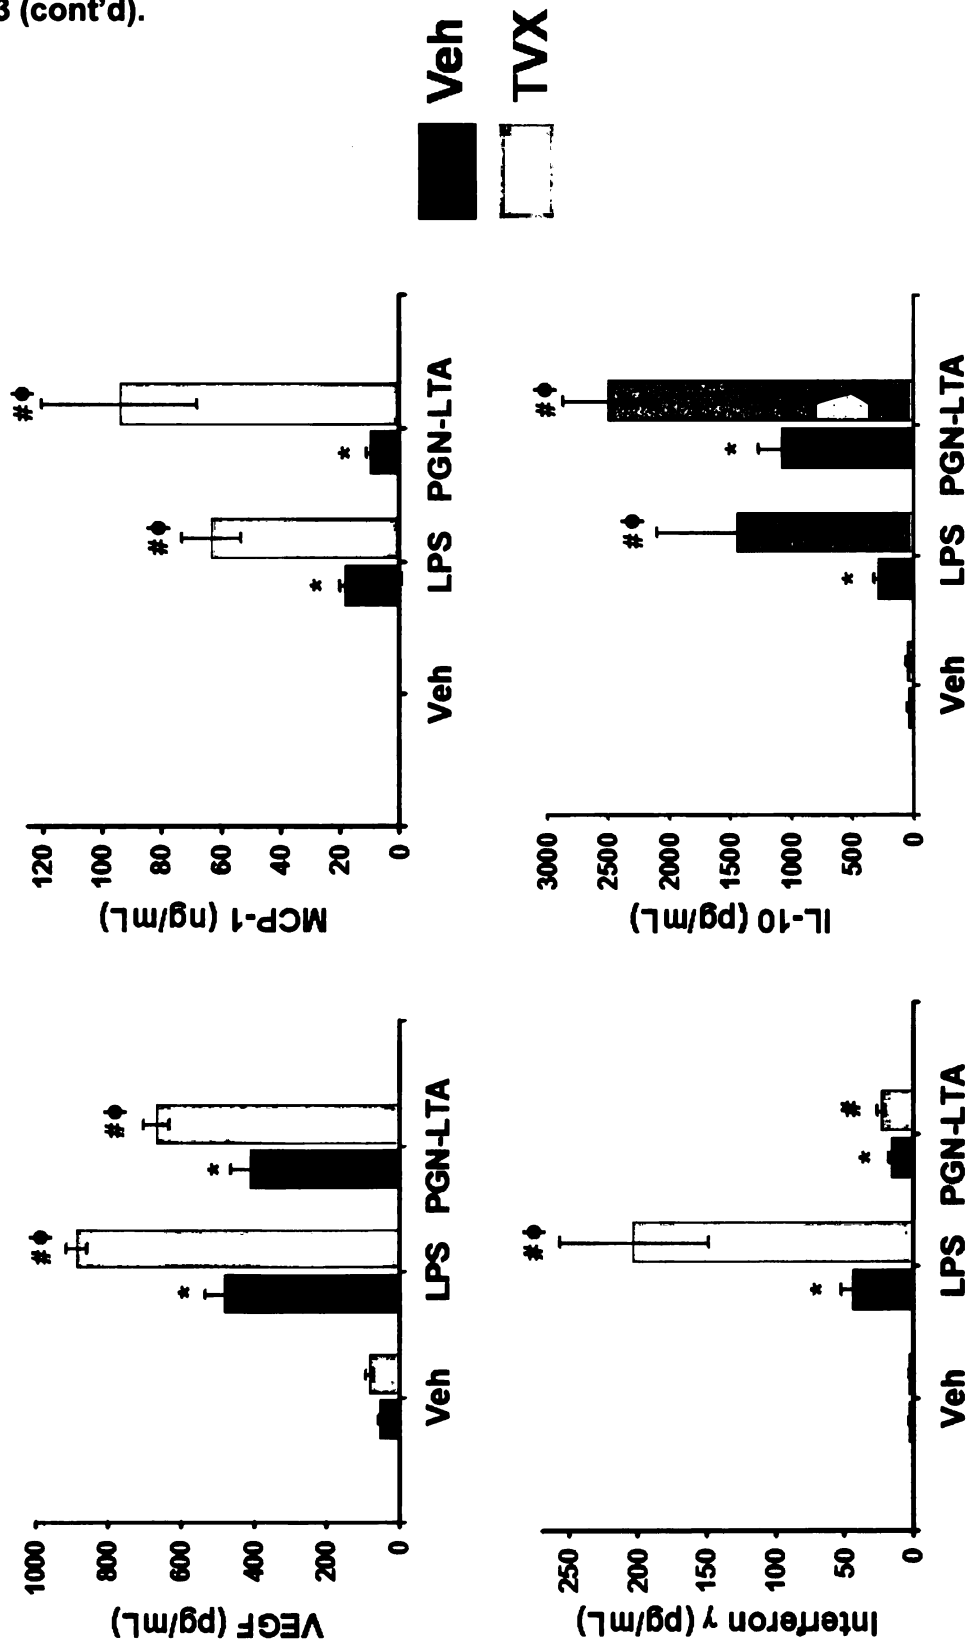 3 (cont'd).
VEGF (pg/mL)
1000
800
600
400
200
0
*
#ϕ
*
#ϕ
Veh LPS PGN-LTA
MCP-1 (ng/mL)
120
100
80
60
40
20
0
*
#ϕ
*
#ϕ
Veh LPS PGN-LTA
Veh
TVX
Interferon γ (pg/mL)
250
200
150
100
50
0
*
#ϕ
*
#
Veh LPS PGN-LTA
IL-10 (pg/mL)
3000
2500
2000
1500
1000
500
0
*
#ϕ
*
#ϕ
Veh LPS PGN-LTA